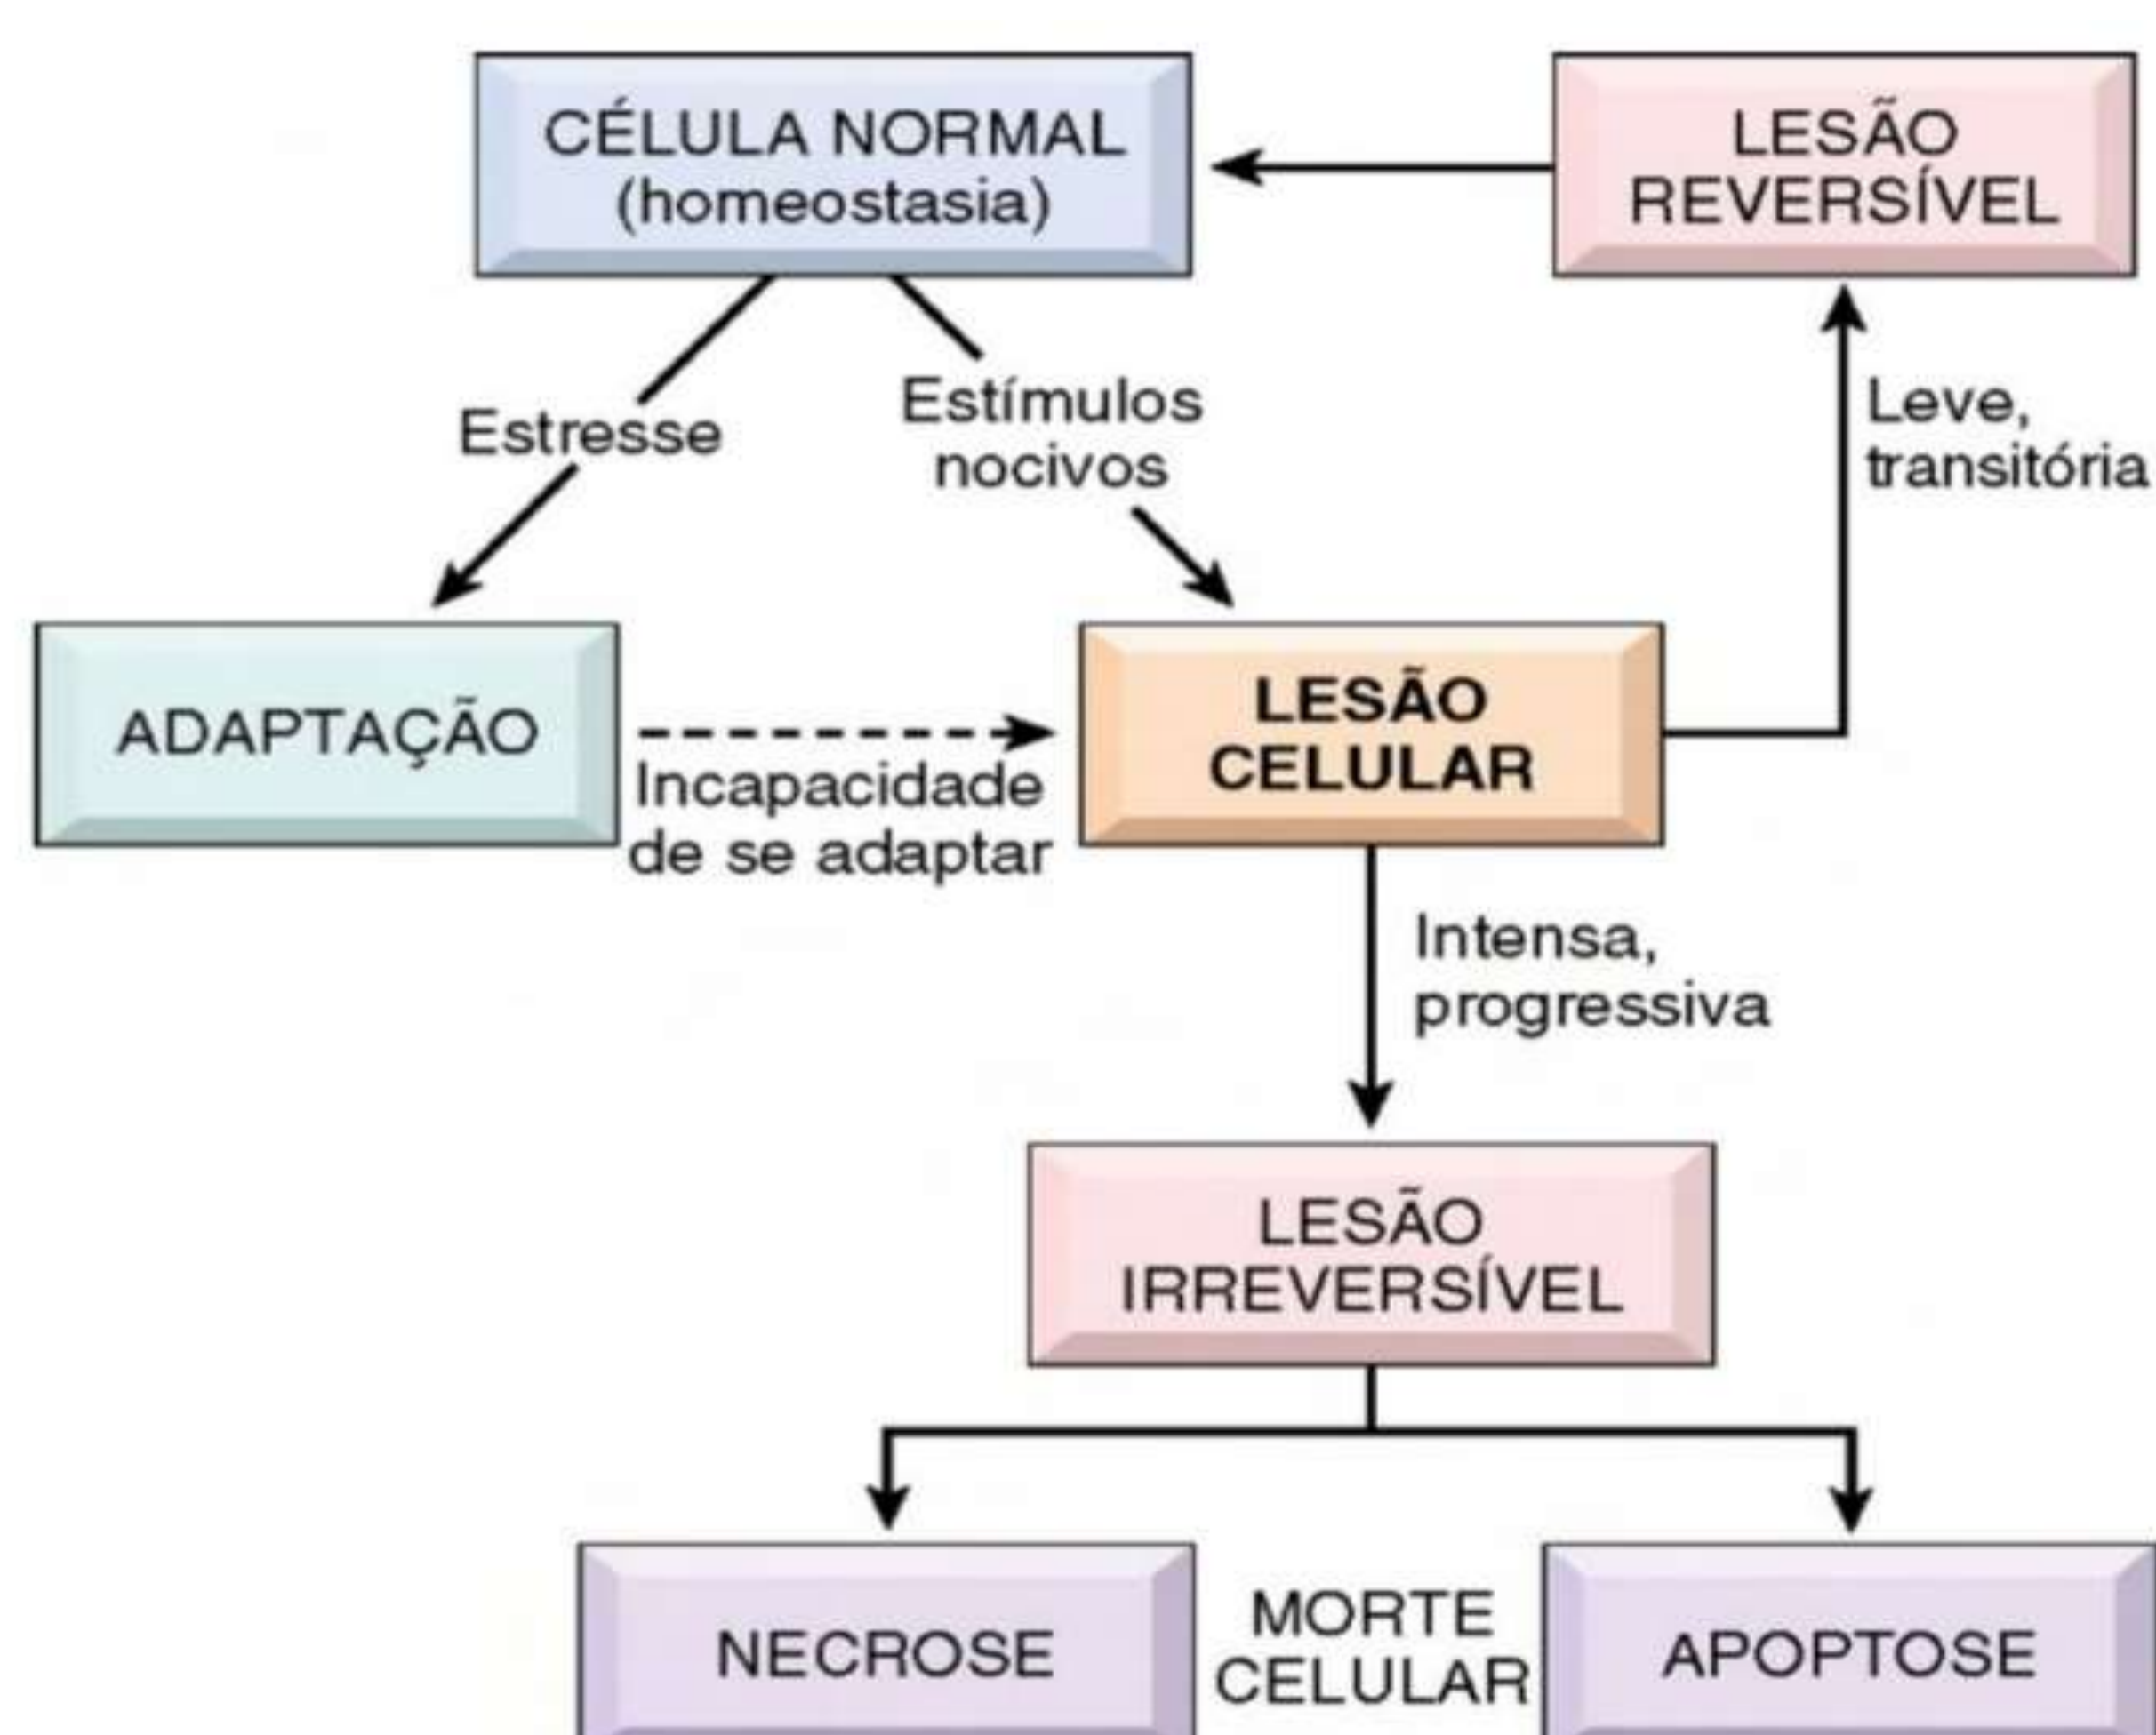 CÉLULA NORMAL
(homeostasia)
LESÃO
REVERSÍVEL
Estresse
Estímulos
nocivos
Leve,
transitória
ADAPTAÇÃO
Incapacidade
de se adaptar
LESÃO
CELULAR
Intensa,
progressiva
LESÃO
IRREVERSÍVEL
NECROSE
MORTE
CELULAR
APOPTOSE